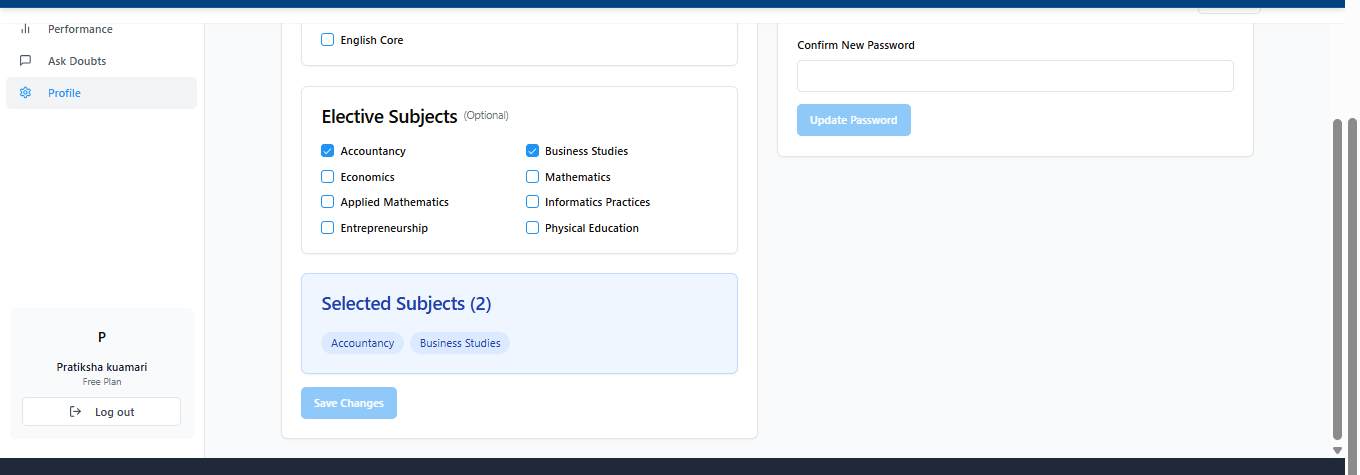 Performance
Ask Doubts
Profile
P
Pratiksha kuamari
Free Plan
Log out
English Core
Elective Subjects (Optional)
Accountancy Business Studies
Economics Mathematics
Applied Mathematics Informatics Practices
Entrepreneurship Physical Education
Selected Subjects (2)
Accountancy Business Studies
Save Changes
Confirm New Password
Update Password